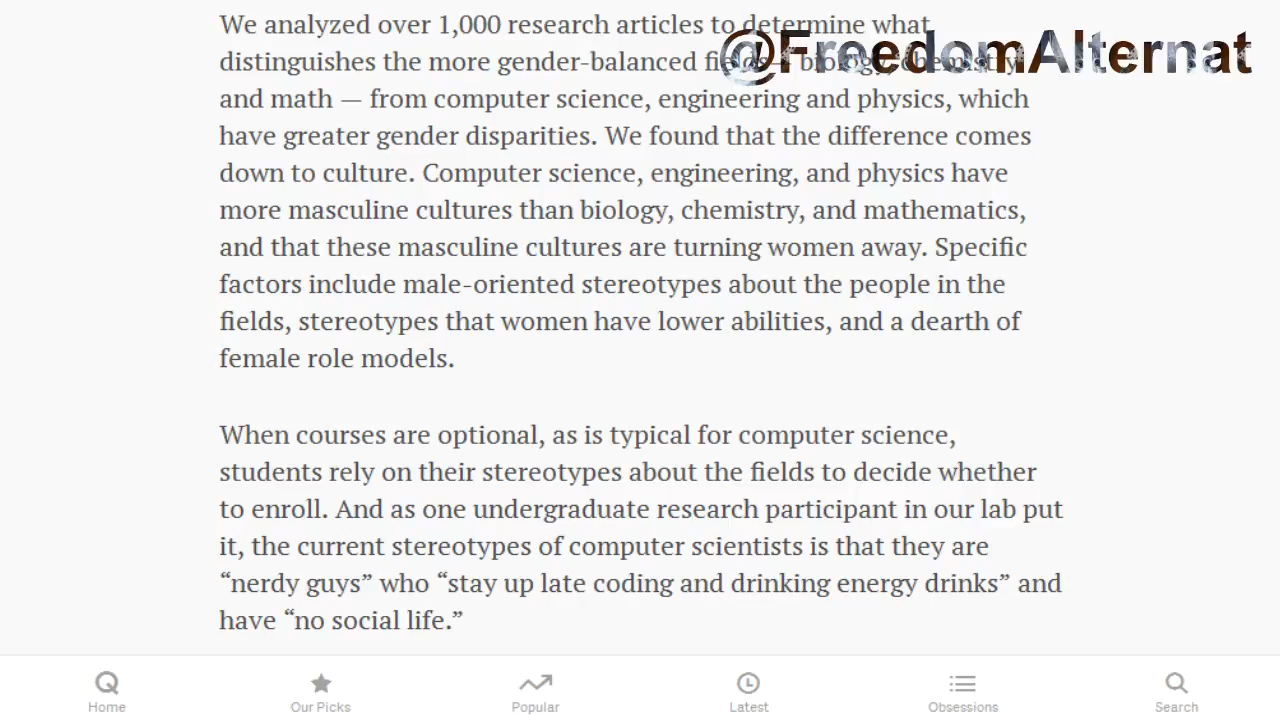 We analyzed over 1,000 research articles to determine what
@FreedomAlternat
distinguishes the more gender-balanced fields — biology, chemistry
and math — from computer science, engineering and physics, which
have greater gender disparities. We found that the difference comes
down to culture. Computer science, engineering, and physics have
more masculine cultures than biology, chemistry, and mathematics,
and that these masculine cultures are turning women away. Specific
factors include male-oriented stereotypes about the people in the
fields, stereotypes that women have lower abilities, and a dearth of
female role models.
When courses are optional, as is typical for computer science,
students rely on their stereotypes about the fields to decide whether
to enroll. And as one undergraduate research participant in our lab put
it, the current stereotypes of computer scientists is that they are
“nerdy guys” who “stay up late coding and drinking energy drinks” and
have “no social life.”
Home
Our Picks
Popular
Latest
Obsessions
Search